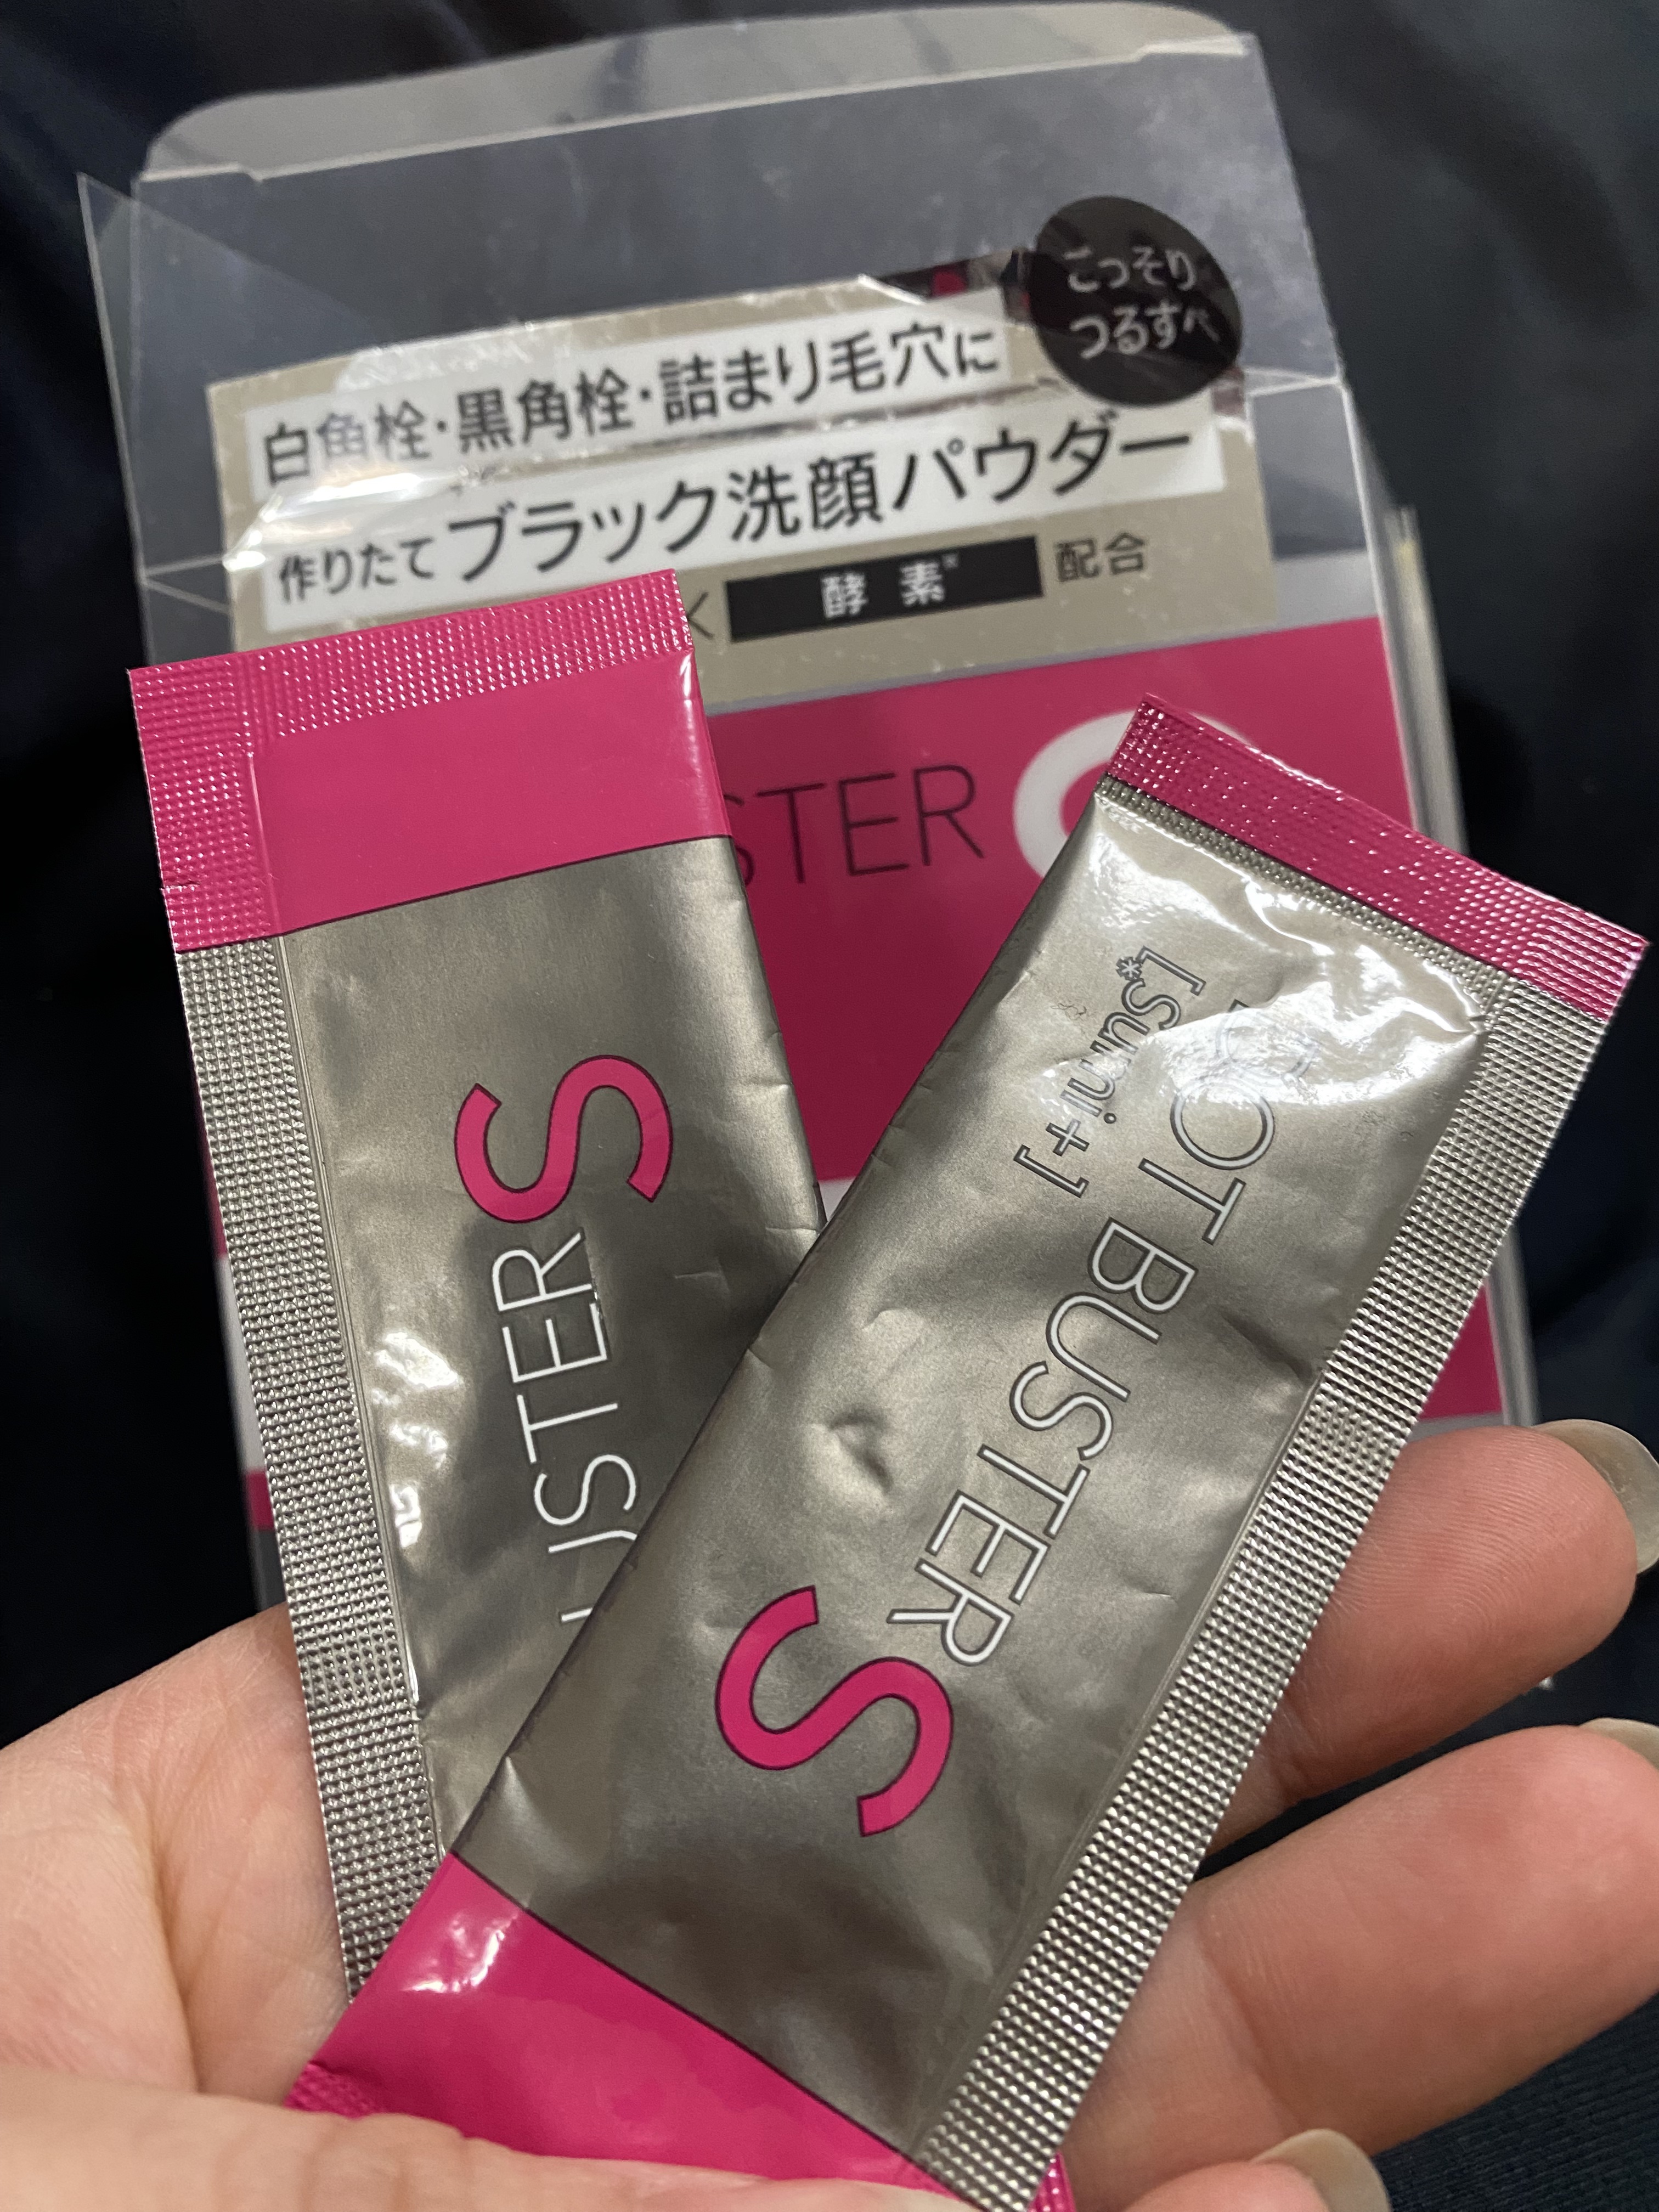 ごっそり
つるすべ
白角栓・黒角栓・詰まり毛穴に
作りたてブラック洗顔パウダー
酵素※ 配合
STER
USTER S
OT BUSTER S
[*Sumi+]